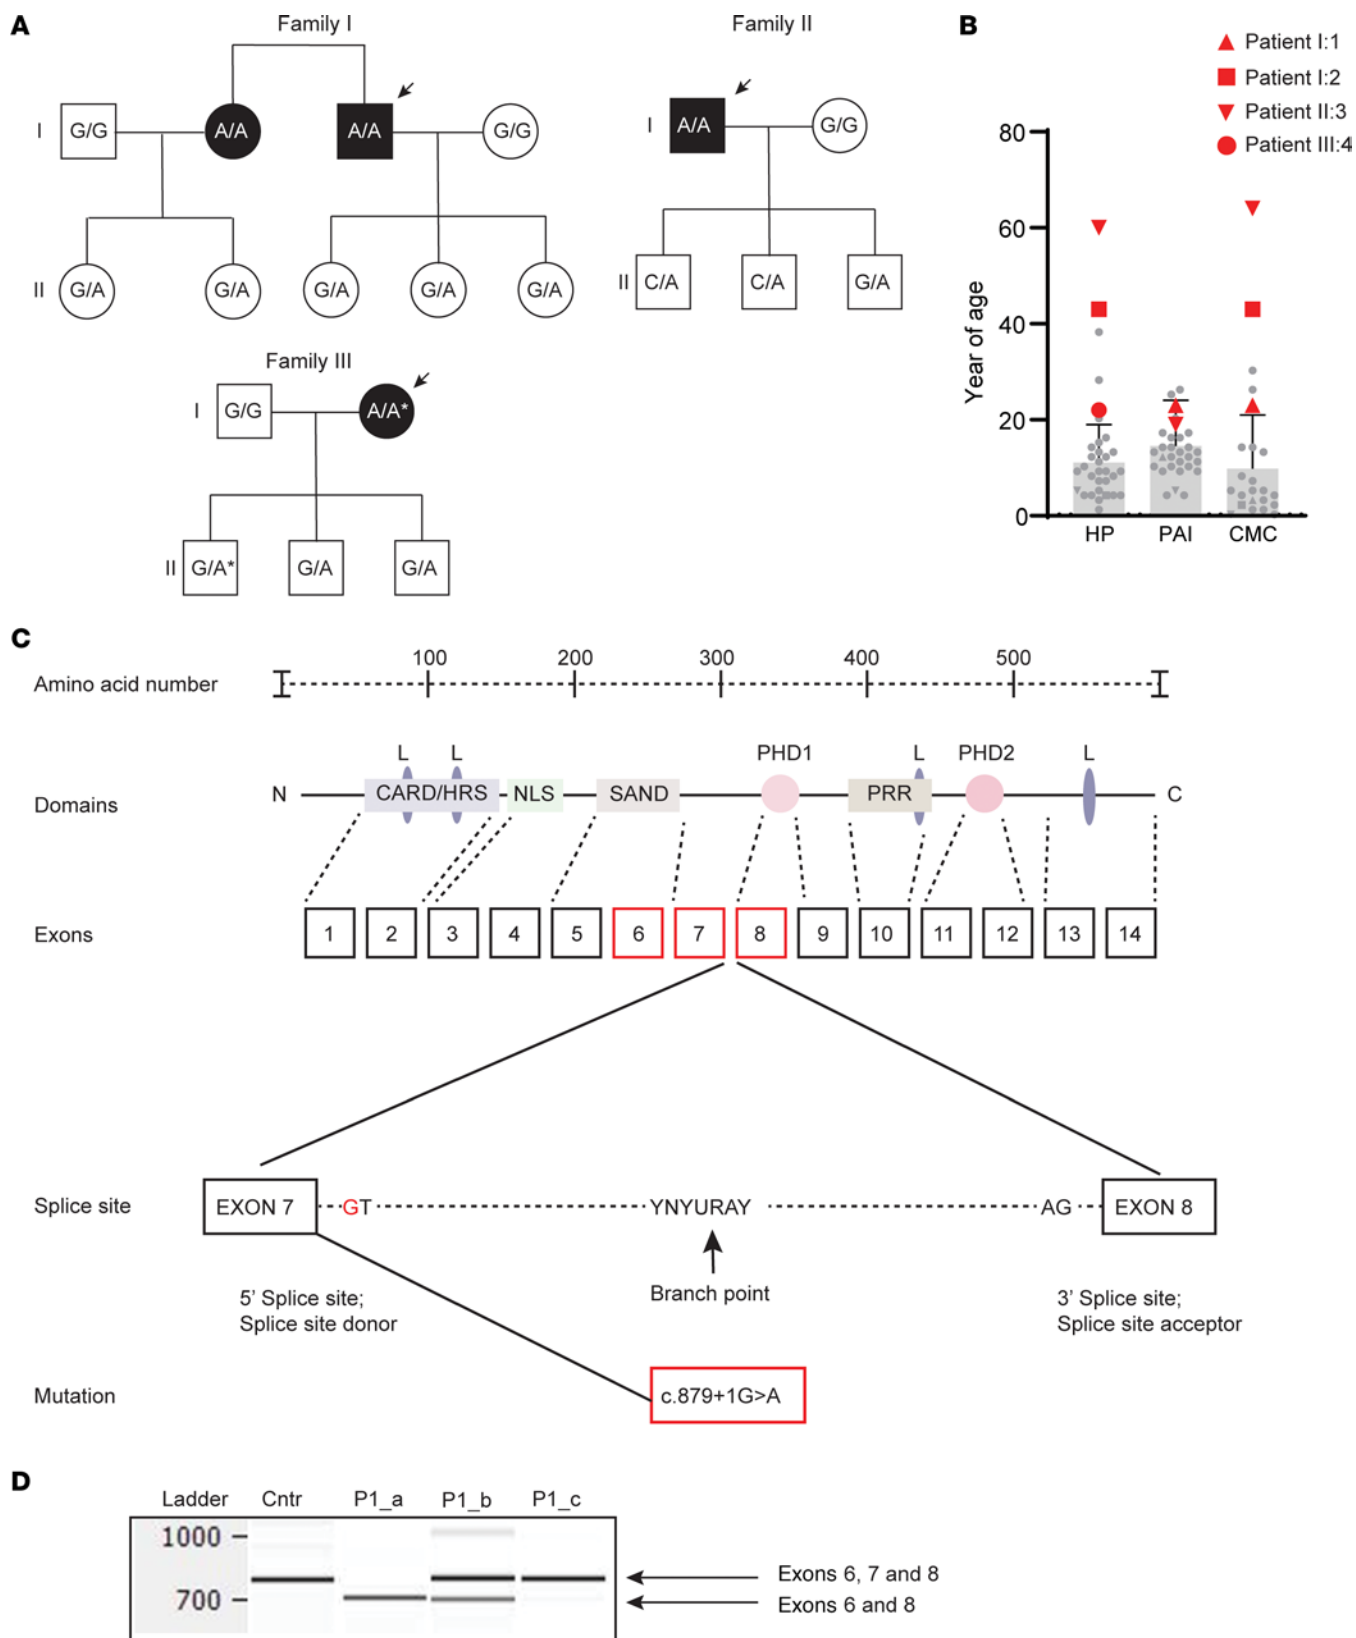 A
Family I
I
G/G
A/A
A/A
G/G
II
G/A
G/A
G/A
G/A
G/A
Family II
I
A/A
G/G
II
C/A
C/A
G/A
Family III
I
G/G
A/A*
II
G/A*
G/A
G/A
B
Patient I:1
Patient I:2
Patient II:3
Patient III:4
Year of age
80
60
40
20
0
HP PAI CMC
C
Amino acid number
100 200 300 400 500
L L PHD1 L PHD2 L
Domains
N CARD/HRS NLS SAND PRR C
Exons
1 2 3 4 5 6 7 8 9 10 11 12 13 14
Splice site
EXON 7 GT YNYURAY AG EXON 8
Branch point
5' Splice site;
Splice site donor
3' Splice site;
Splice site acceptor
Mutation
c.879+1G>A
D
Ladder Cntr P1_a P1_b P1_c
1000
700
Exons 6, 7 and 8
Exons 6 and 8